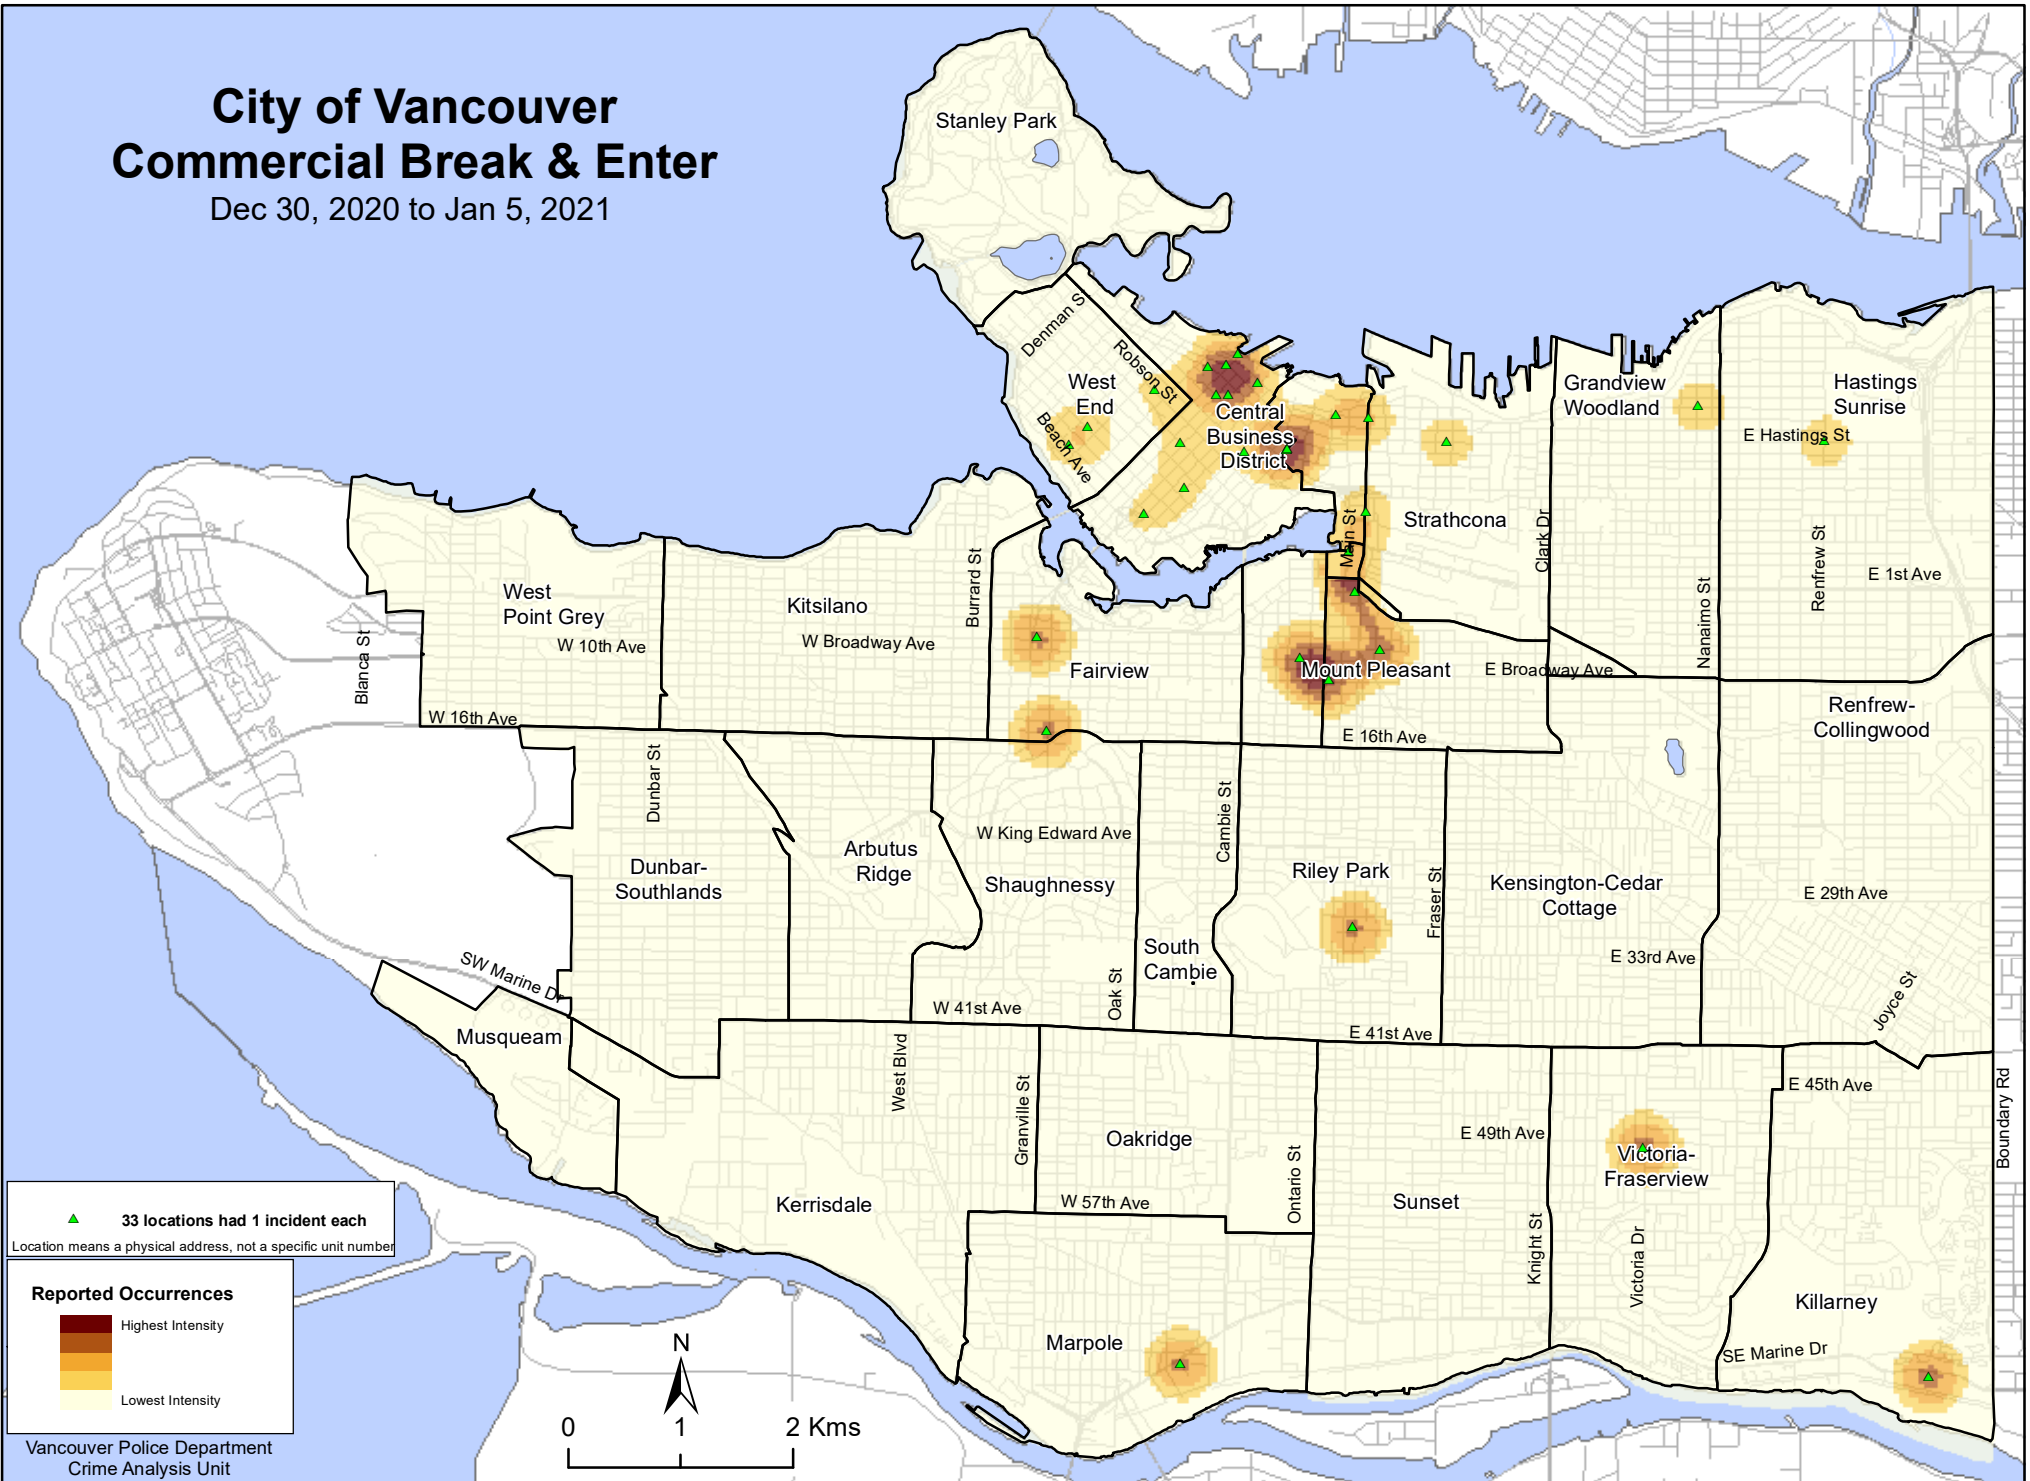 City of Vancouver
Commercial Break & Enter
Dec 30, 2020 to Jan 5, 2021
Stanley Park
Denman S
Robson St
West
End
Beach Ave
Central
Business
District
Grandview
Woodland
Hastings
Sunrise
E Hastings St
Strathcona
Main St
Clark Dr
Nanaimo St
Renfrew St
E 1st Ave
West
Point Grey
W 10th Ave
Blanca St
Kitsilano
W Broadway Ave
Burrard St
Fairview
Mount Pleasant
E Broadway Ave
W 16th Ave
E 16th Ave
Renfrew-
Collingwood
Dunbar St
Dunbar-
Southlands
Arbutus
Ridge
W King Edward Ave
Shaughnessy
Cambie St
Riley Park
Fraser St
Kensington-Cedar
Cottage
E 29th Ave
South
Cambie
Oak St
E 33rd Ave
Joyce St
SW Marine Dr
Musqueam
W 41st Ave
E 41st Ave
West Blvd
Granville St
Oakridge
E 49th Ave
E 45th Ave
Boundary Rd
Victoria-
Fraserview
Kerrisdale
W 57th Ave
Ontario St
Sunset
Knight St
Victoria Dr
Killarney
SE Marine Dr
Marpole
33 locations had 1 incident each
Location means a physical address, not a specific unit number
Reported Occurrences
Highest Intensity
Lowest Intensity
Vancouver Police Department
Crime Analysis Unit
N
0 1 2 Kms